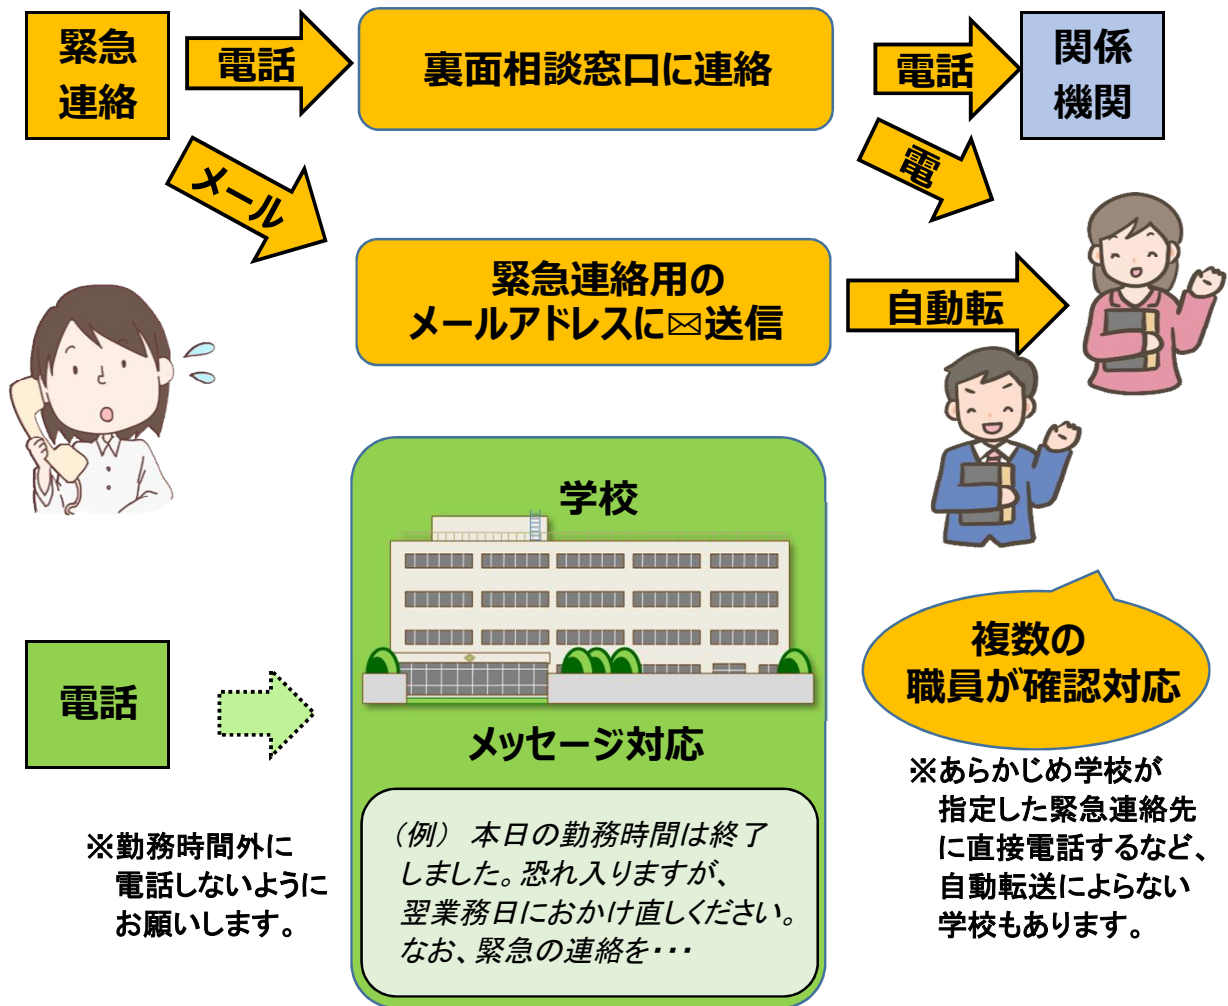 緊急
連絡
電話
裏面相談窓口に連絡
電話
関係
機関
メール
電
緊急連絡用の
メールアドレスに✉送信
自動転
学校
複数の
職員が確認対応
電話
メッセージ対応
※あらかじめ学校が
指定した緊急連絡先
に直接電話するなど、
自動転送によらない
学校もあります。
※勤務時間外に
電話しないように
お願いします。
(例) 本日の勤務時間は終了
しました。恐れ入りますが、
翌業務日におかけ直しください。
なお、緊急の連絡を・・・